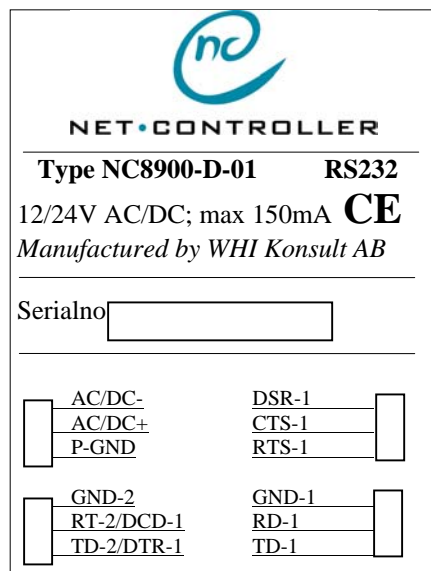 nc
NET•CONTROLLER
Type NC8900-D-01 RS232
12/24V AC/DC; max 150mA CE
Manufactured by WHI Konsult AB
Serialno
AC/DC- DSR-1
AC/DC+ CTS-1
P-GND RTS-1
GND-2 GND-1
RT-2/DCD-1 RD-1
TD-2/DTR-1 TD-1